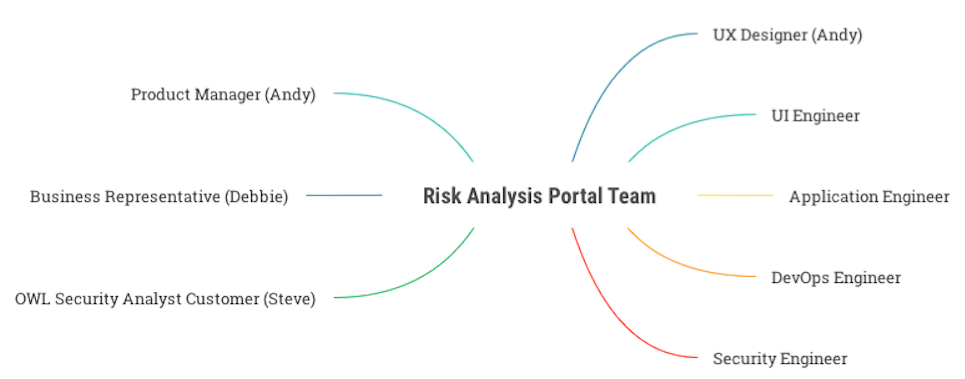 UX Designer (Andy)
Product Manager (Andy)
UI Engineer
Business Representative (Debbie)
Risk Analysis Portal Team
Application Engineer
DevOps Engineer
OWL Security Analyst Customer (Steve)
Security Engineer